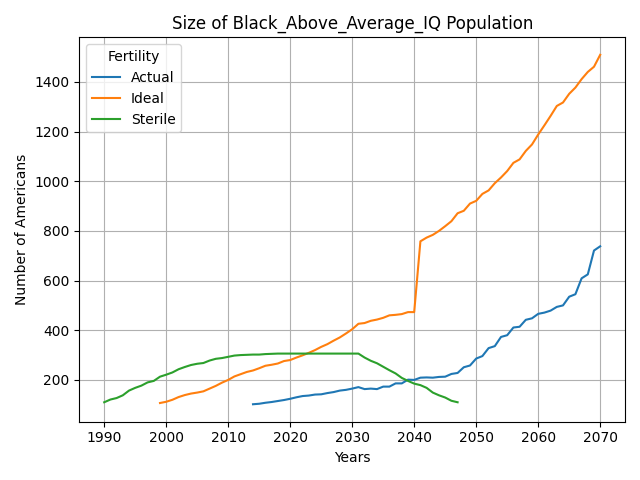 Size of Black_Above_Average_IQ Population
Number of Americans
1400
1200
1000
800
600
400
200
Fertility
Actual
Ideal
Sterile
1990 2000 2010 2020 2030 2040 2050 2060 2070
Years